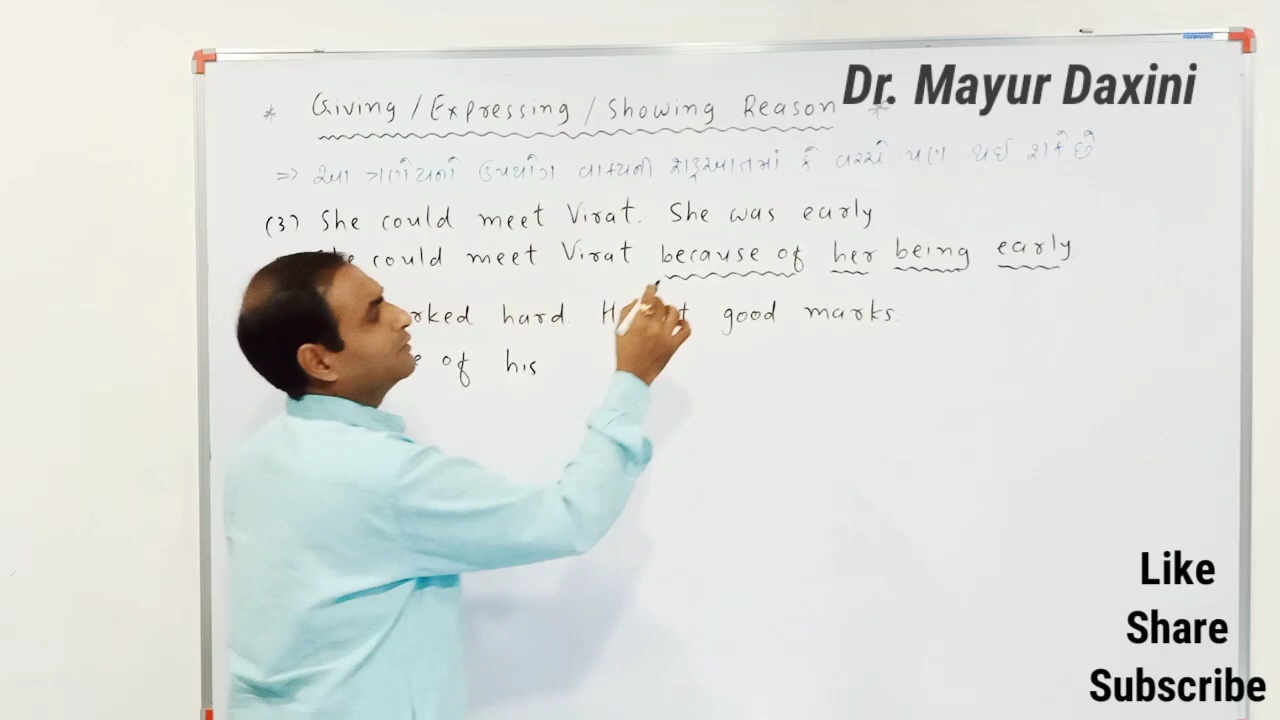 Dr. Mayur Daxini
* Giving / Expressing / Showing Reason *
⇒ આ ગણિયાનો ઉપયોગ વાક્યની શરૂઆતમાં કે વચ્ચે પણ થઈ શકે છે
(3) She could meet Virat. She was early.
could meet Virat because of her being early.
rked hard. good marks.
of his
Like
Share
Subscribe